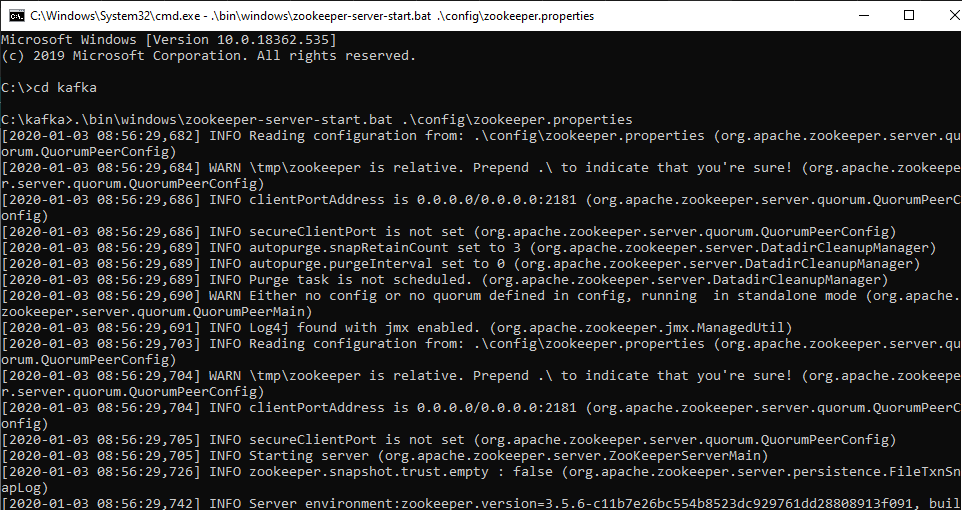 C:\Windows\System32\cmd.exe - .\bin\windows\zookeeper-server-start.bat .\config\zookeeper.properties
Microsoft Windows [Version 10.0.18362.535]
(c) 2019 Microsoft Corporation. All rights reserved.
C:\>cd kafka
C:\kafka>.\bin\windows\zookeeper-server-start.bat .\config\zookeeper.properties
[2020-01-03 08:56:29,682] INFO Reading configuration from: .\config\zookeeper.properties (org.apache.zookeeper.server.qu
orum.QuorumPeerConfig)
[2020-01-03 08:56:29,684] WARN \tmp\zookeeper is relative. Prepend .\ to indicate that you're sure! (org.apache.zookeepe
r.server.quorum.QuorumPeerConfig)
[2020-01-03 08:56:29,686] INFO clientPortAddress is 0.0.0.0/0.0.0.0:2181 (org.apache.zookeeper.server.quorum.QuorumPeerC
onfig)
[2020-01-03 08:56:29,686] INFO secureClientPort is not set (org.apache.zookeeper.server.quorum.QuorumPeerConfig)
[2020-01-03 08:56:29,689] INFO autopurge.snapRetainCount set to 3 (org.apache.zookeeper.server.DatadirCleanupManager)
[2020-01-03 08:56:29,689] INFO autopurge.purgeInterval set to 0 (org.apache.zookeeper.server.DatadirCleanupManager)
[2020-01-03 08:56:29,689] INFO Purge task is not scheduled. (org.apache.zookeeper.server.DatadirCleanupManager)
[2020-01-03 08:56:29,690] WARN Either no config or no quorum defined in config, running  in standalone mode (org.apache.
zookeeper.server.quorum.QuorumPeerMain)
[2020-01-03 08:56:29,691] INFO Log4j found with jmx enabled. (org.apache.zookeeper.jmx.ManagedUtil)
[2020-01-03 08:56:29,703] INFO Reading configuration from: .\config\zookeeper.properties (org.apache.zookeeper.server.qu
orum.QuorumPeerConfig)
[2020-01-03 08:56:29,704] WARN \tmp\zookeeper is relative. Prepend .\ to indicate that you're sure! (org.apache.zookeepe
r.server.quorum.QuorumPeerConfig)
[2020-01-03 08:56:29,704] INFO clientPortAddress is 0.0.0.0/0.0.0.0:2181 (org.apache.zookeeper.server.quorum.QuorumPeerC
onfig)
[2020-01-03 08:56:29,705] INFO secureClientPort is not set (org.apache.zookeeper.server.quorum.QuorumPeerConfig)
[2020-01-03 08:56:29,705] INFO Starting server (org.apache.zookeeper.server.ZooKeeperServerMain)
[2020-01-03 08:56:29,726] INFO zookeeper.snapshot.trust.empty : false (org.apache.zookeeper.server.persistence.FileTxnSn
apLog)
[2020-01-03 08:56:29,742] INFO Server environment:zookeeper.version=3.5.6-c11b7e26bc554b8523dc929761dd28808913f091, buil